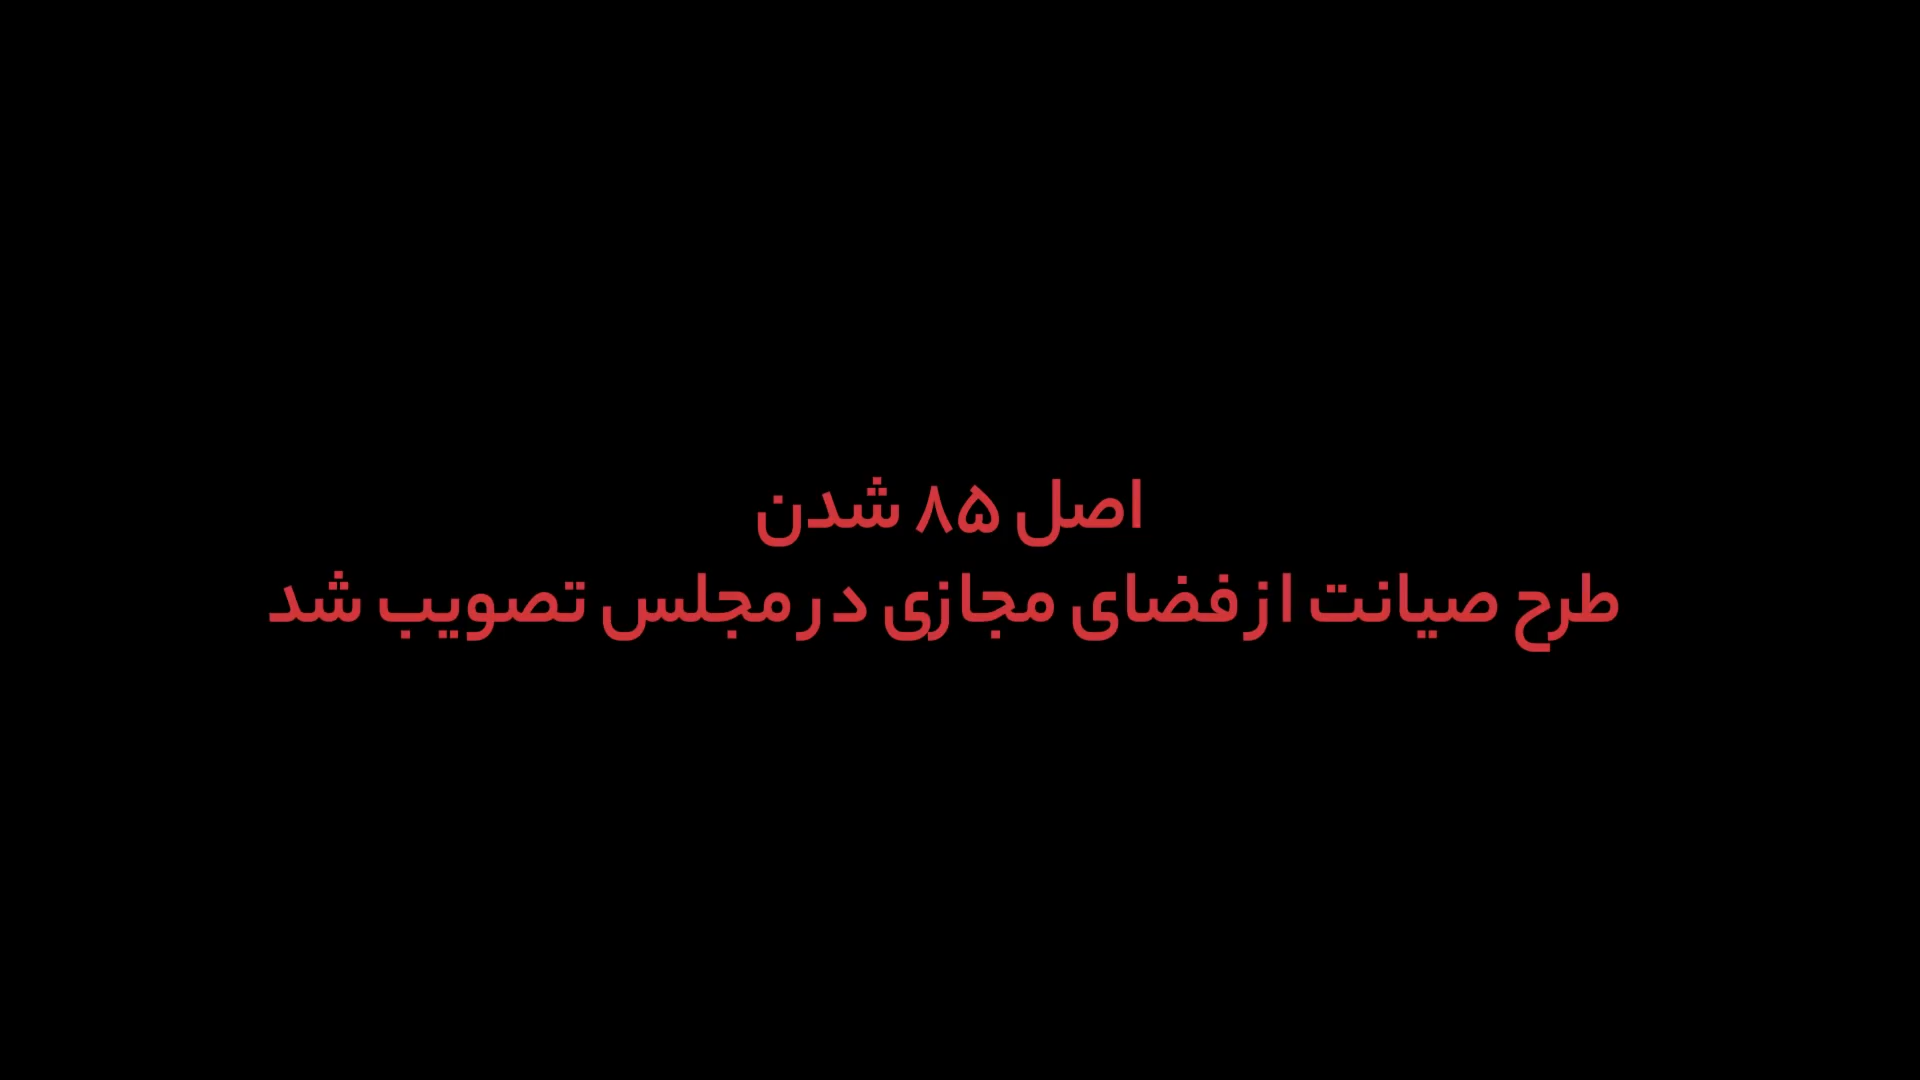 اصل ۸۵ شدن
طرح صیانت از فضای مجازی در مجلس تصویب شد